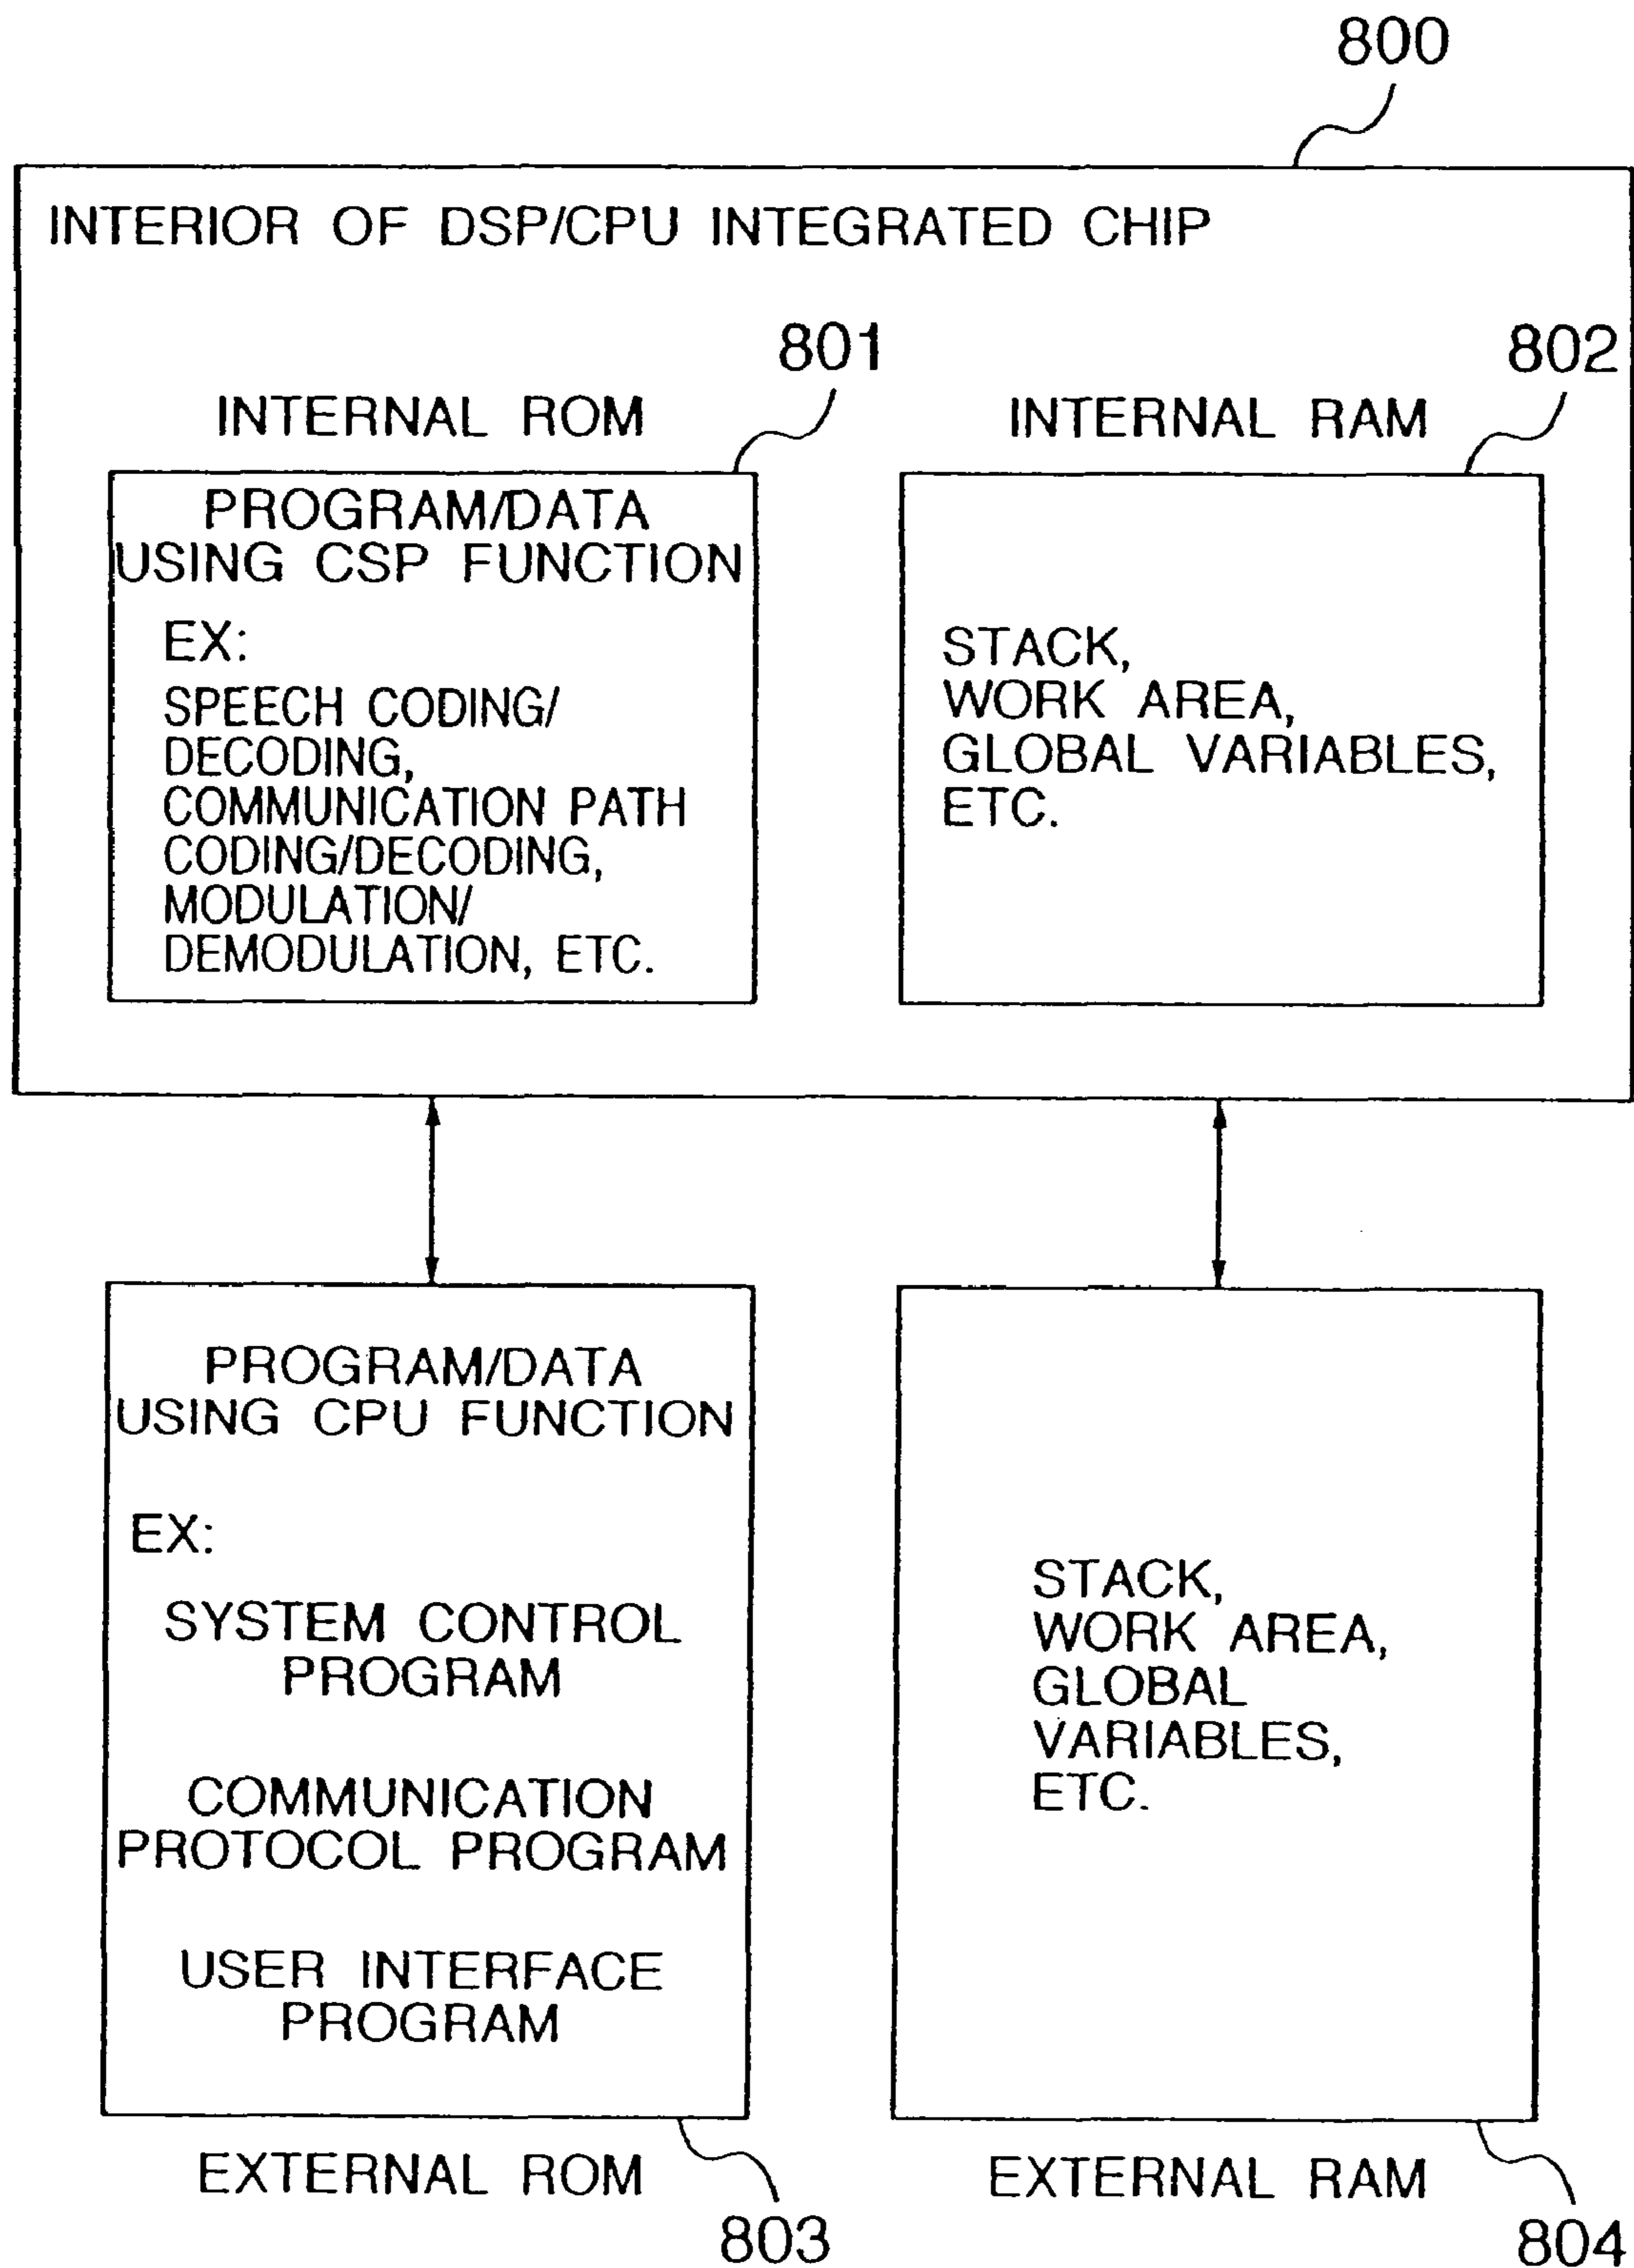 800
INTERIOR OF DSP/CPU INTEGRATED CHIP
801
INTERNAL ROM
PROGRAM/DATA
USING CSP FUNCTION
EX:
SPEECH CODING/
DECODING,
COMMUNICATION PATH
CODING/DECODING,
MODULATION/
DEMODULATION, ETC.
802
INTERNAL RAM
STACK,
WORK AREA,
GLOBAL VARIABLES,
ETC.
PROGRAM/DATA
USING CPU FUNCTION
EX:
SYSTEM CONTROL
PROGRAM
COMMUNICATION
PROTOCOL PROGRAM
USER INTERFACE
PROGRAM
EXTERNAL ROM
803
STACK,
WORK AREA,
GLOBAL
VARIABLES,
ETC.
EXTERNAL RAM
804